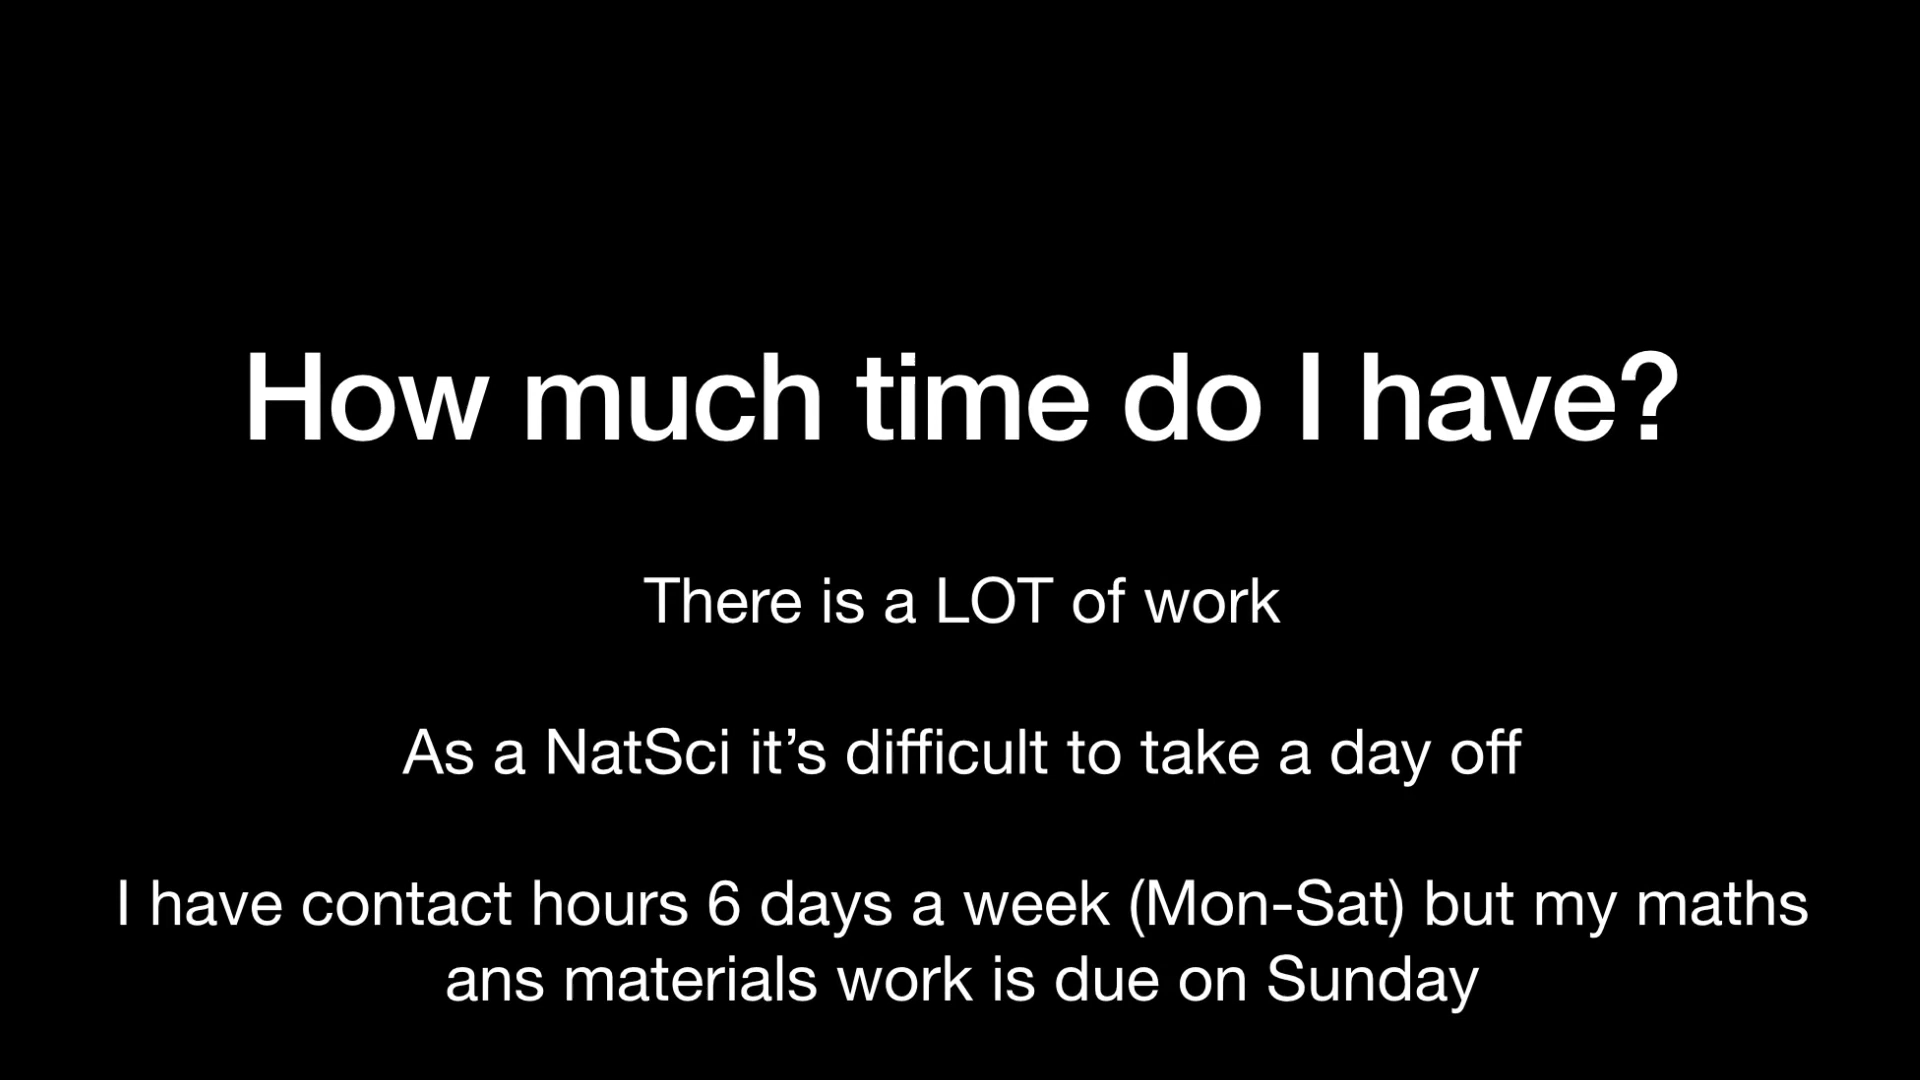 How much time do I have?
There is a LOT of work
As a NatSci it’s difficult to take a day off
I have contact hours 6 days a week (Mon-Sat) but my maths
ans materials work is due on Sunday